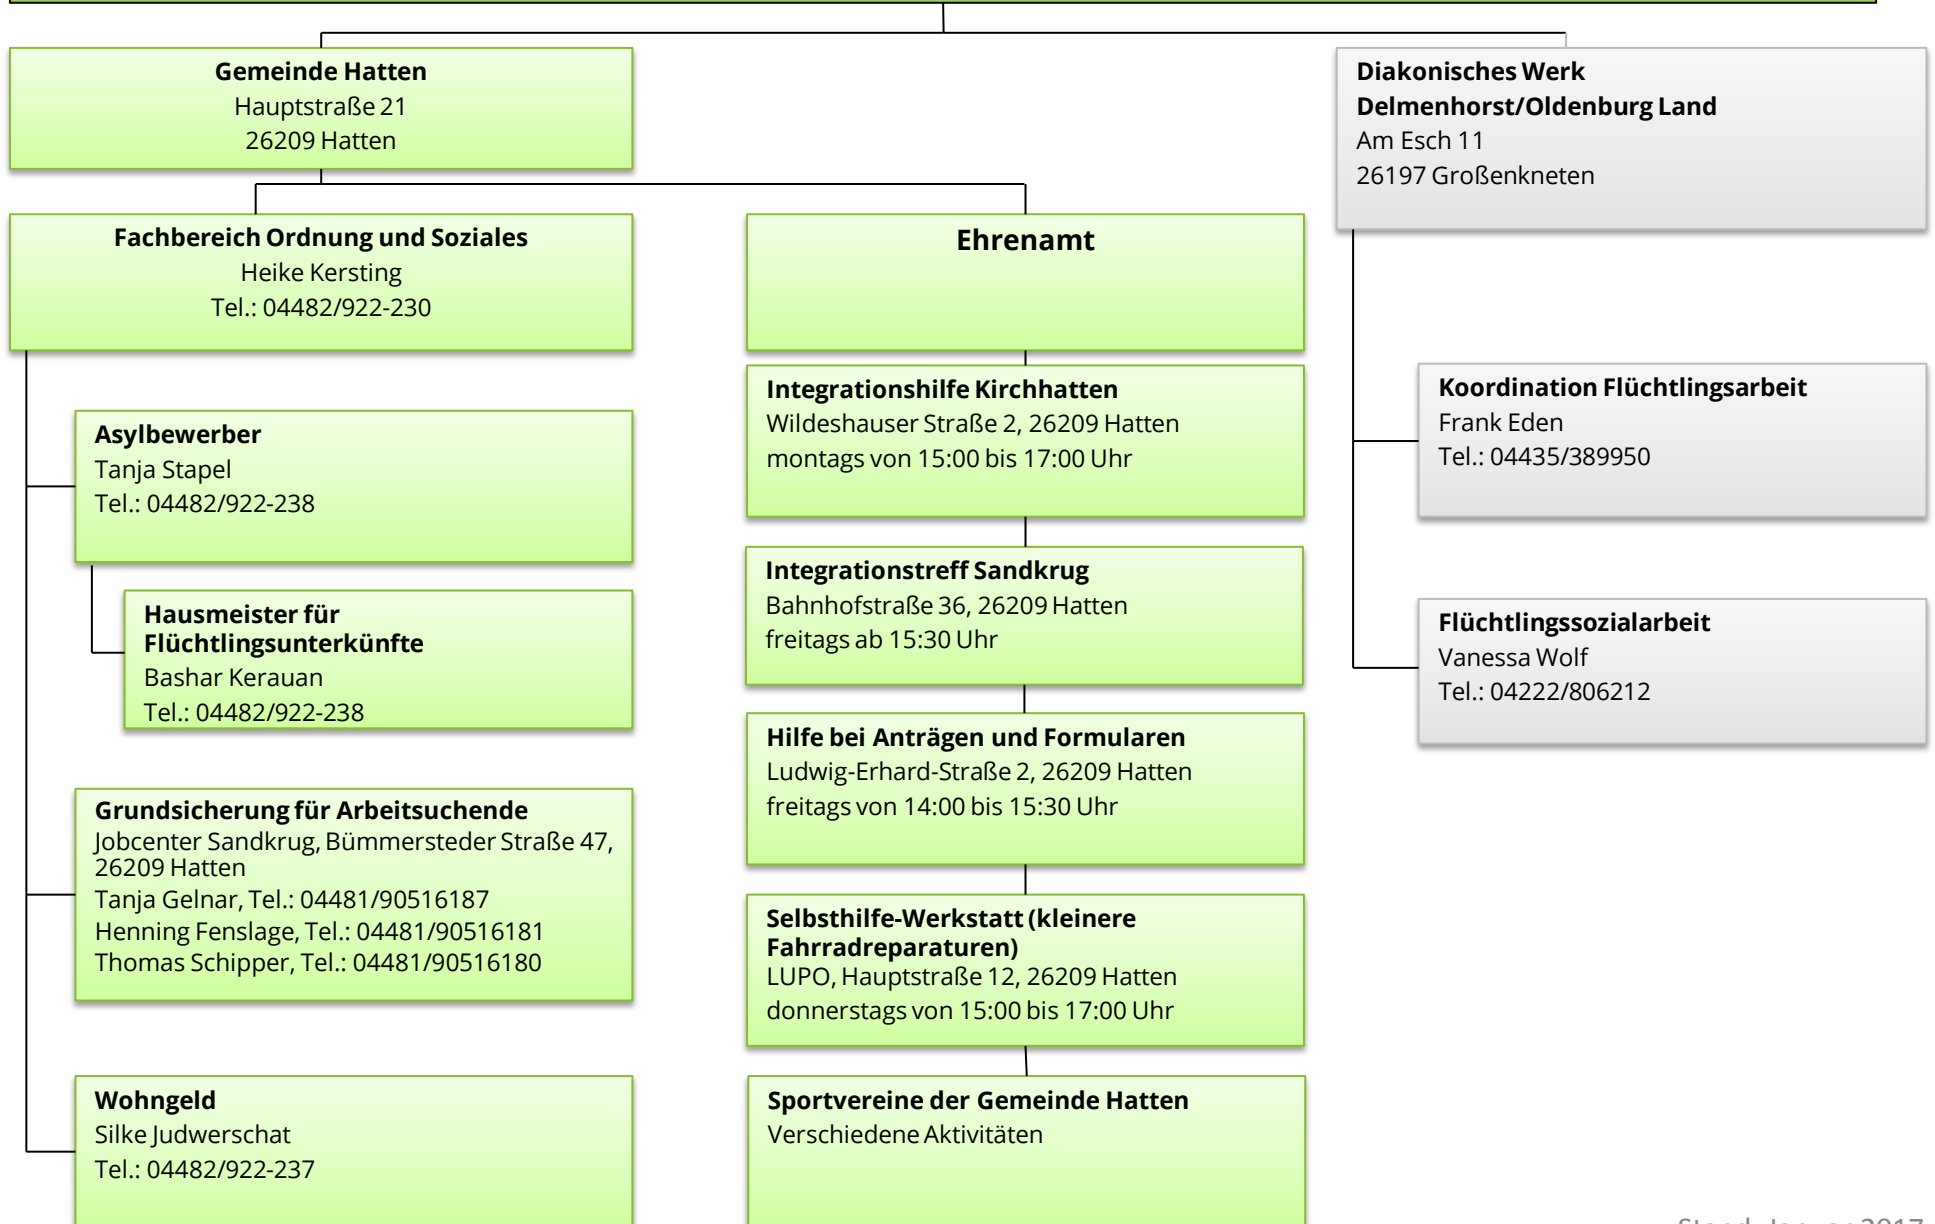 Gemeinde Hatten
Hauptstraße 21
26209 Hatten
Diakonisches Werk
Delmenhorst/Oldenburg Land
Am Esch 11
26197 Großenkneten
Fachbereich Ordnung und Soziales
Heike Kersting
Tel.: 04482/922-230
Ehrenamt
Asylbewerber
Tanja Stapel
Tel.: 04482/922-238
Hausmeister für
Flüchtlingsunterkünfte
Bashar Kerauan
Tel.: 04482/922-238
Grundsicherung für Arbeitsuchende
Jobcenter Sandkrug, Bümmersteder Straße 47,
26209 Hatten
Tanja Gelnar, Tel.: 04481/90516187
Henning Fenslage, Tel.: 04481/90516181
Thomas Schipper, Tel.: 04481/90516180
Wohngeld
Silke Judwerschat
Tel.: 04482/922-237
Integrationshilfe Kirchhatten
Wildeshauser Straße 2, 26209 Hatten
montags von 15:00 bis 17:00 Uhr
Integrationstreff Sandkrug
Bahnhofstraße 36, 26209 Hatten
freitags ab 15:30 Uhr
Hilfe bei Anträgen und Formularen
Ludwig-Erhard-Straße 2, 26209 Hatten
freitags von 14:00 bis 15:30 Uhr
Selbsthilfe-Werkstatt (kleinere
Fahrradreparaturen)
LUPO, Hauptstraße 12, 26209 Hatten
donnerstags von 15:00 bis 17:00 Uhr
Sportvereine der Gemeinde Hatten
Verschiedene Aktivitäten
Koordination Flüchtlingsarbeit
Frank Eden
Tel.: 04435/389950
Flüchtlingssozialarbeit
Vanessa Wolf
Tel.: 04222/806212
Stand: Januar 2017